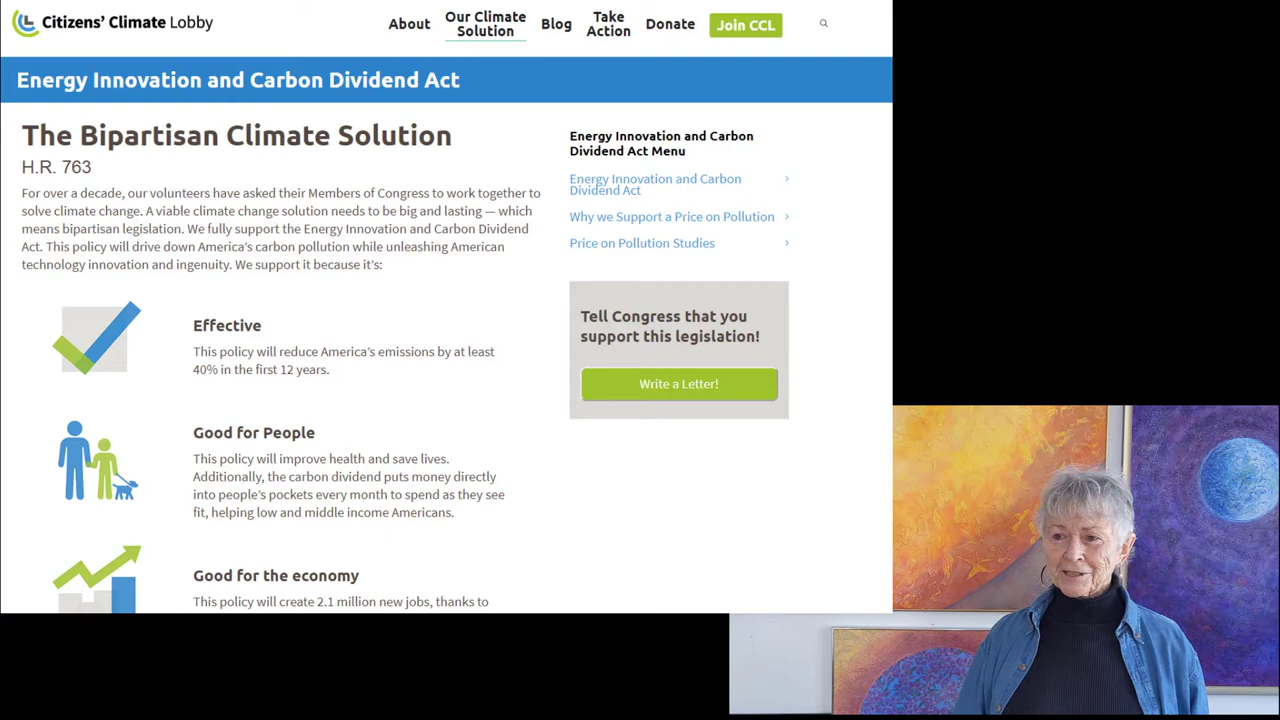 Citizens' Climate Lobby
About
Our Climate
Solution
Blog
Take
Action
Donate
Join CCL
Energy Innovation and Carbon Dividend Act
The Bipartisan Climate Solution
H.R. 763
For over a decade, our volunteers have asked their Members of Congress to work together to
solve climate change. A viable climate change solution needs to be big and lasting — which
means bipartisan legislation. We fully support the Energy Innovation and Carbon Dividend
Act. This policy will drive down America's carbon pollution while unleashing American
technology innovation and ingenuity. We support it because it's:
Effective
This policy will reduce America's emissions by at least
40% in the first 12 years.
Good for People
This policy will improve health and save lives.
Additionally, the carbon dividend puts money directly
into people's pockets every month to spend as they see
fit, helping low and middle income Americans.
Good for the economy
This policy will create 2.1 million new jobs, thanks to
Energy Innovation and Carbon
Dividend Act Menu
Energy Innovation and Carbon
Dividend Act
Why we Support a Price on Pollution
Price on Pollution Studies
Tell Congress that you
support this legislation!
Write a Letter!